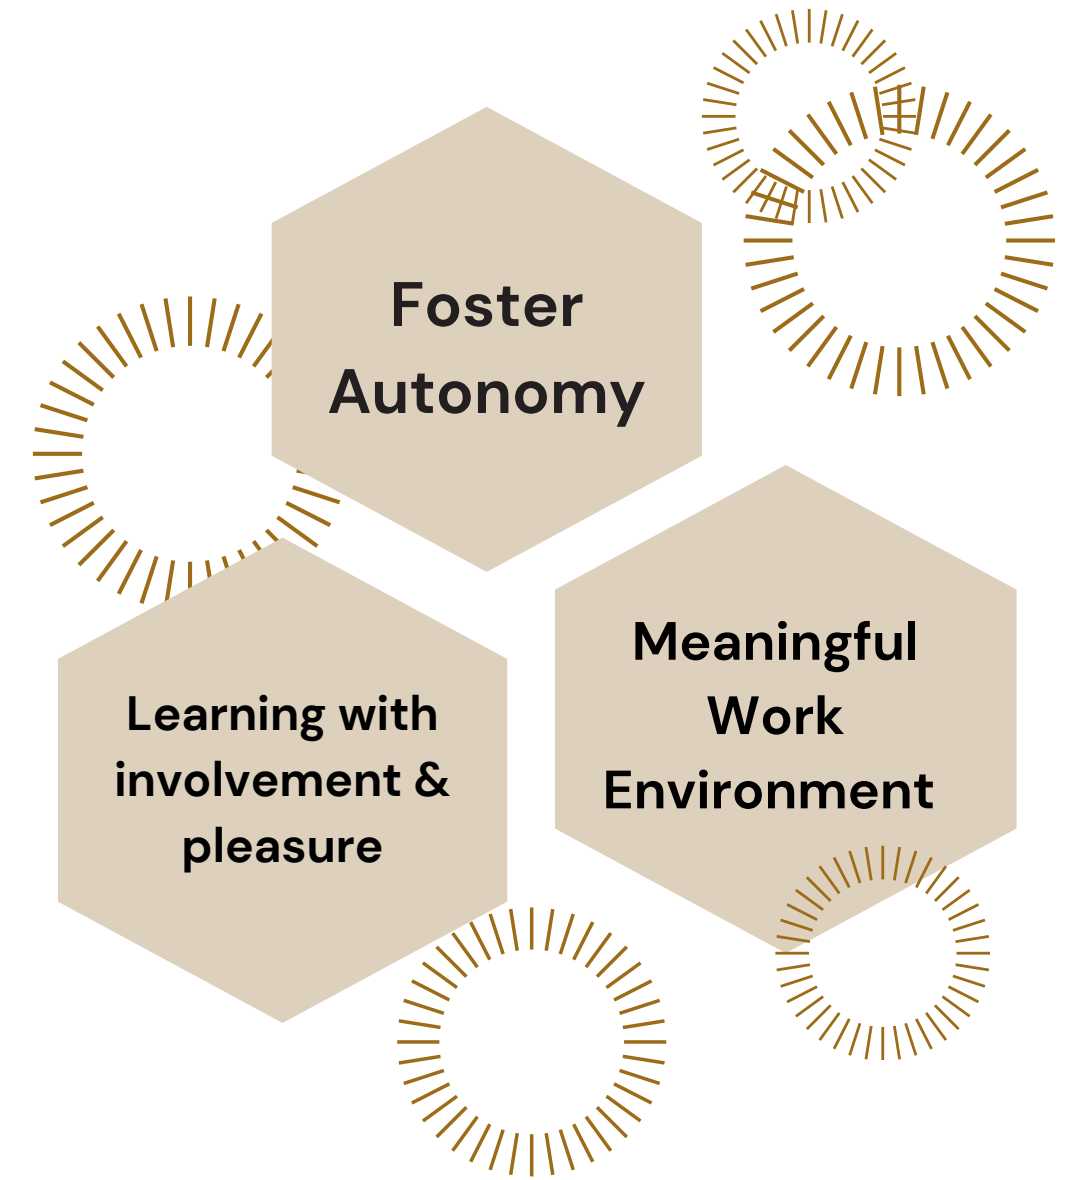 Foster
Autonomy
Meaningful
Work
Environment
Learning with
involvement &
pleasure